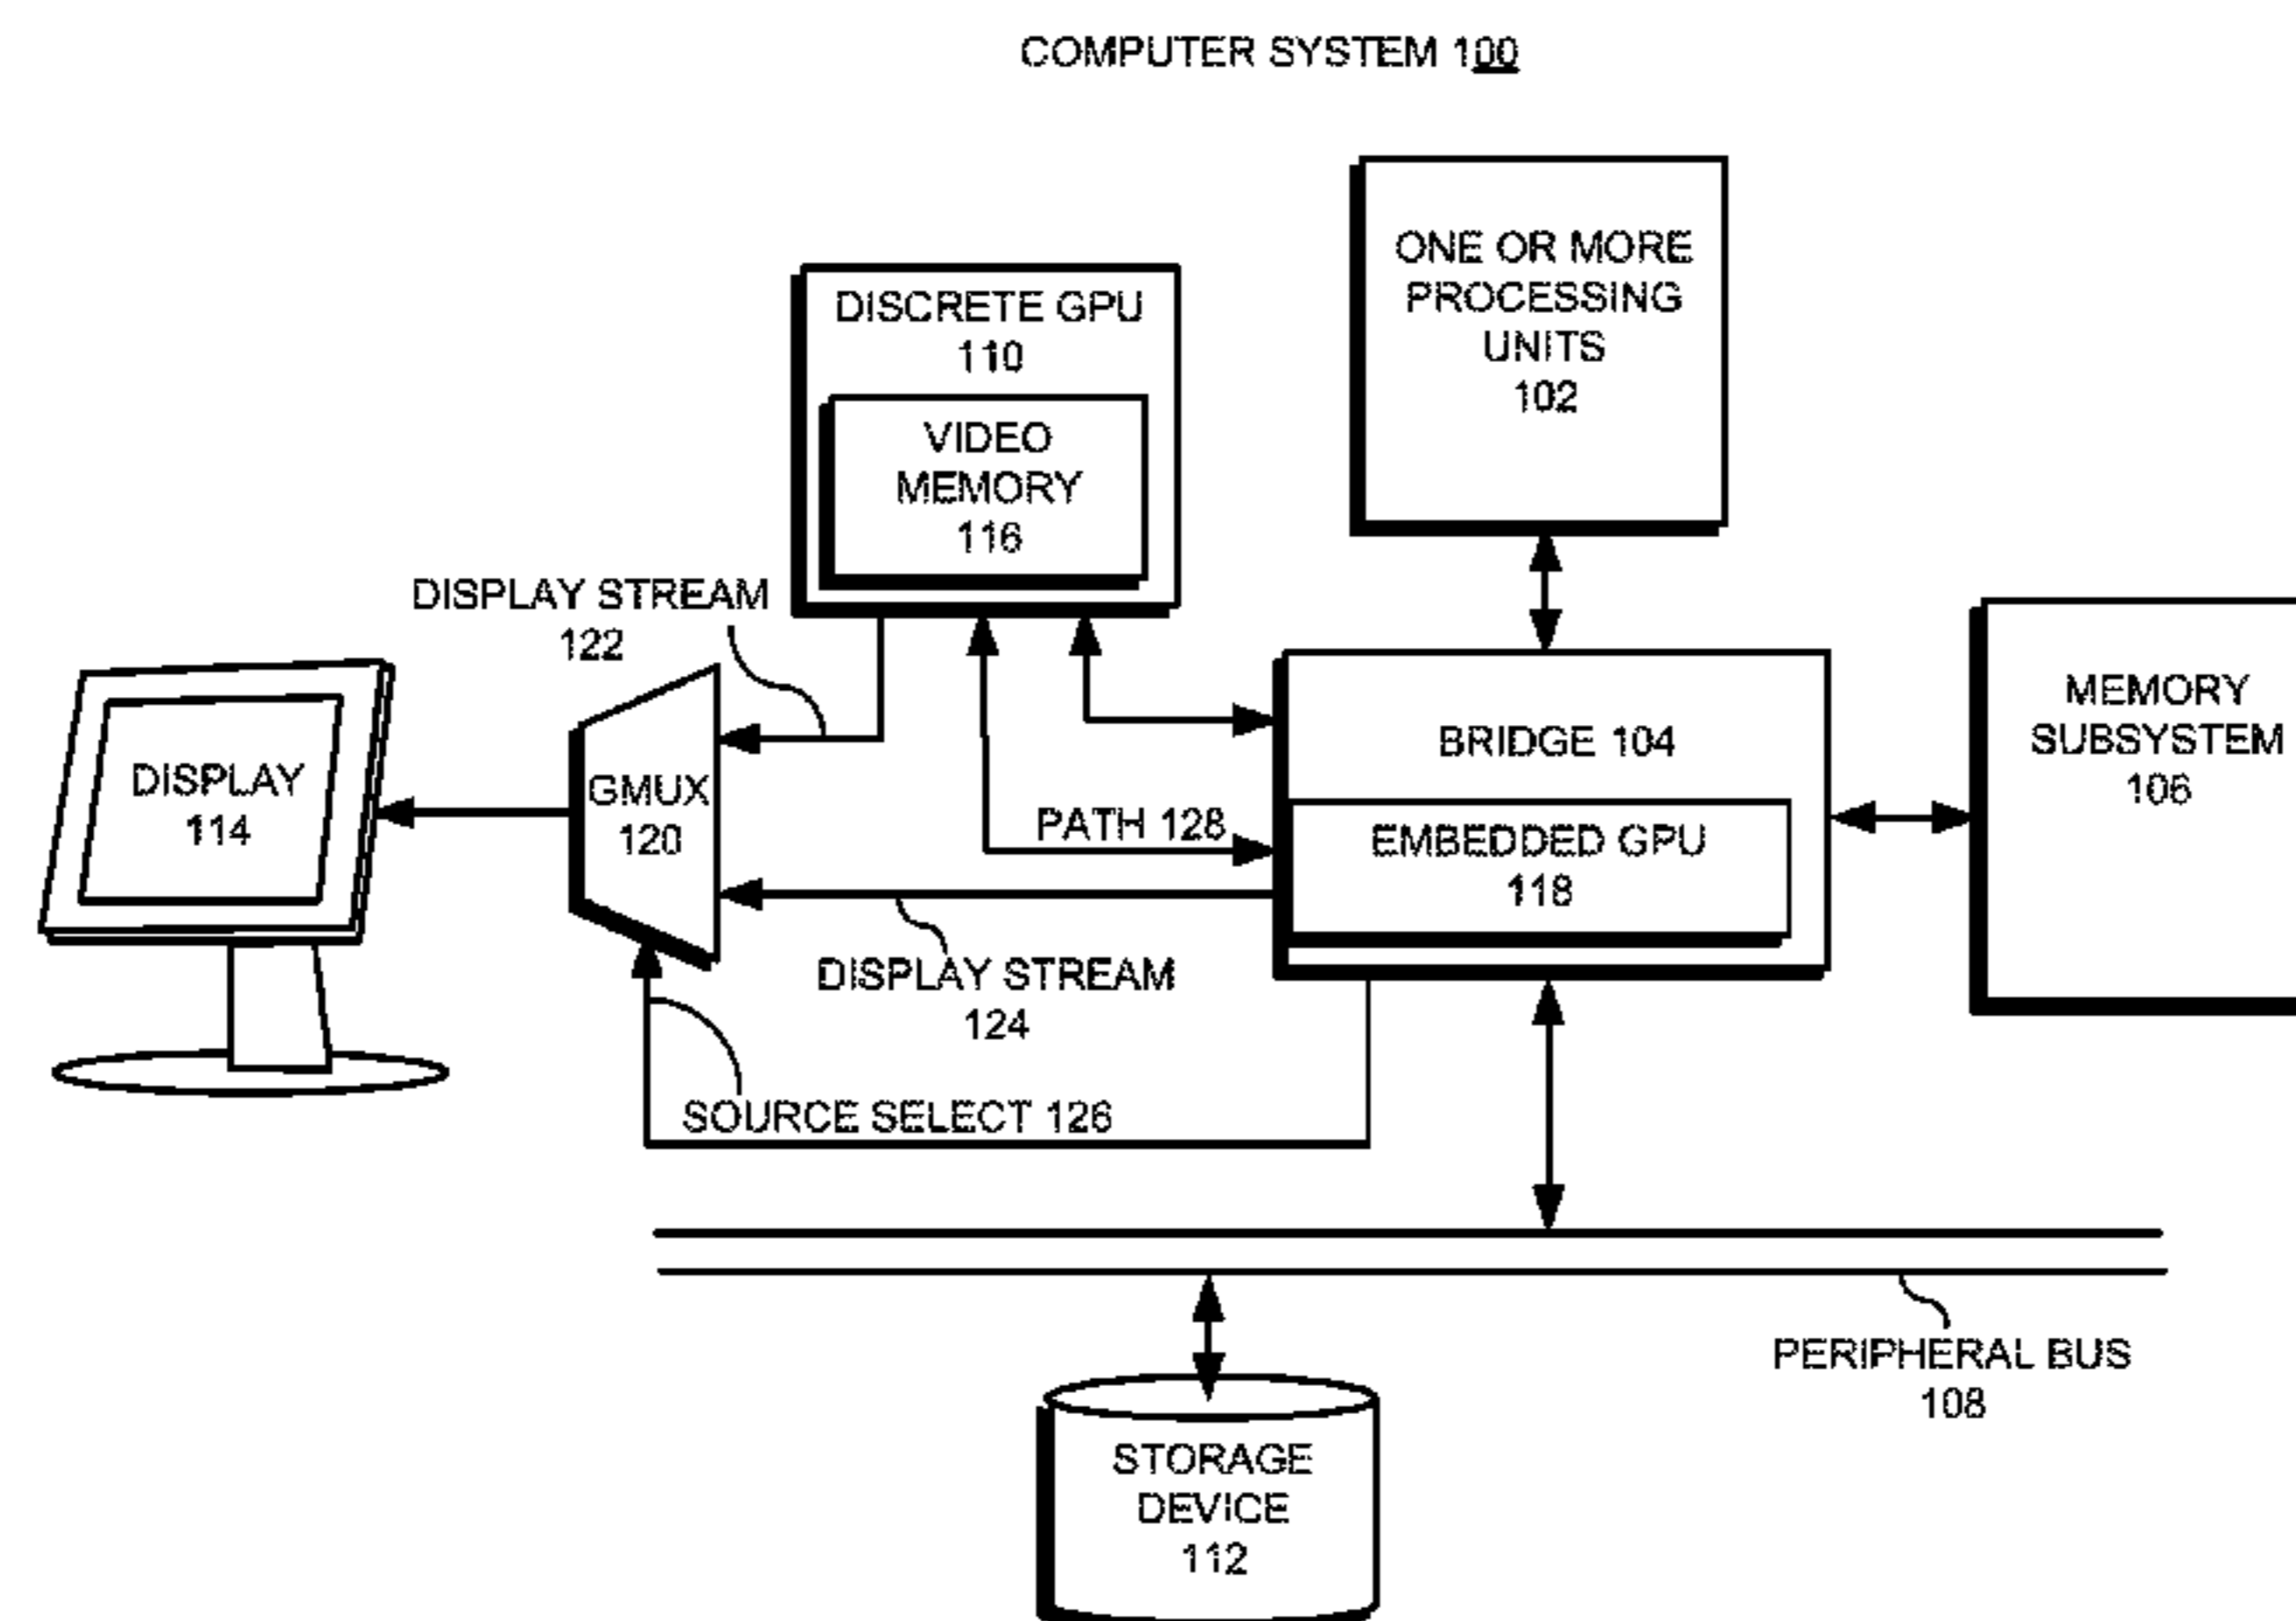 COMPUTER SYSTEM 100
ONE OR MORE
PROCESSING
UNITS
102
DISCRETE GPU
110
VIDEO
MEMORY
116
DISPLAY STREAM
122
MEMORY
SUBSYSTEM
106
BRIDGE 104
DISPLAY
114
GMUX
120
PATH 128
EMBEDDED GPU
118
DISPLAY STREAM
124
SOURCE SELECT 126
PERIPHERAL BUS
108
STORAGE
DEVICE
112